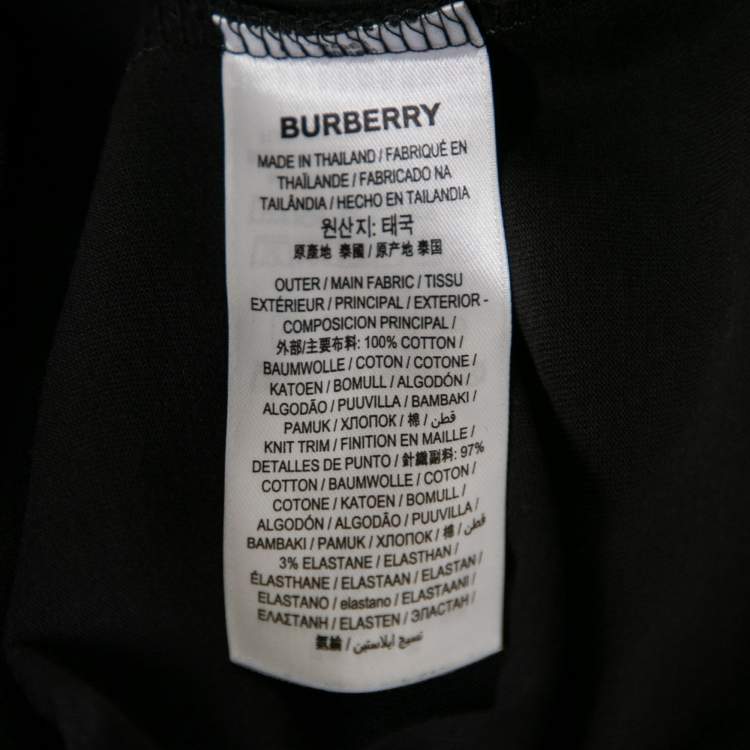 BURBERRY
MADE IN THAILAND / FABRIQUÉ EN
THAÏLANDE / FABRICADO NA
TAILÂNDIA / HECHO EN TAILANDIA
원산지: 태국
原產地 泰國 / 原产地 泰国
OUTER / MAIN FABRIC / TISSU
EXTÉRIEUR / PRINCIPAL / EXTERIOR -
COMPOSICION PRINCIPAL /
外部/主要布料: 100% COTTON /
BAUMWOLLE / COTON / COTONE /
KATOEN / BOMULL / ALGODÓN /
ALGODÃO / PUUVILLA / BAMBAKI /
PAMUK / ХЛОПОК / 棉 / قطن /
KNIT TRIM / FINITION EN MAILLE /
DETALLES DE PUNTO / 針織副料: 97%
COTTON / BAUMWOLLE / COTON /
COTONE / KATOEN / BOMULL /
ALGODÓN / ALGODÃO / PUUVILLA /
BAMBAKI / PAMUK / ХЛОПОК / 棉 / قطن /
3% ELASTANE / ELASTHAN /
ÉLASTHANE / ELASTAAN / ELASTAN /
ELASTANO / elastano / ELASTAANI /
ΕΛΑΣΤΑΝΗ / ELASTEN / ЭЛАСТАН /
氨綸 / نسيج ايلاستين